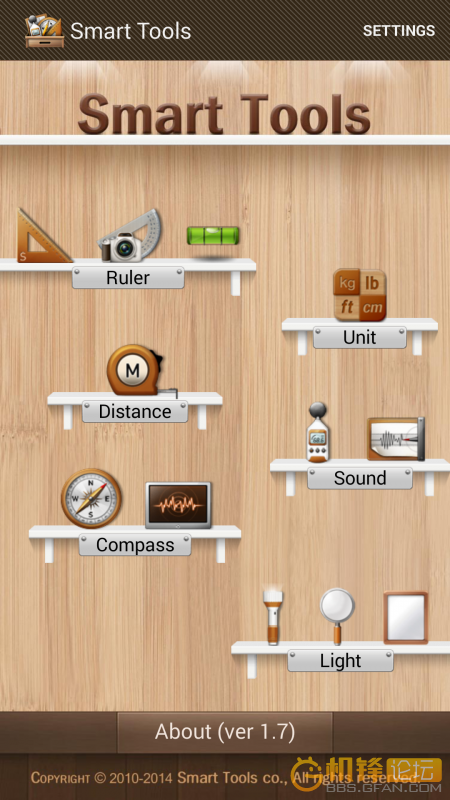 Smart Tools
SETTINGS
Smart Tools
S
Ruler
kg lb
ft cm
Unit
M
Distance
Sound
N
W E
S
Compass
Light
About (ver 1.7)
Copyright © 2010-2014 Smart Tools co., All rights reserved.
机锋论坛
BBS.GFAN.COM